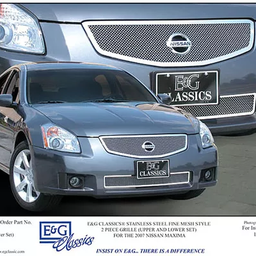 NISSAN
E&G
CLASSICS
E&G
CLASSICS
Order Part No.
E&G CLASSICS® STAINLESS STEEL FINE MESH STYLE
2 PIECE GRILLE (UPPER AND LOWER SET)
FOR THE 2007 NISSAN MAXIMA
E&G
Classics
INSIST ON E&G... THERE IS A DIFFERENCE